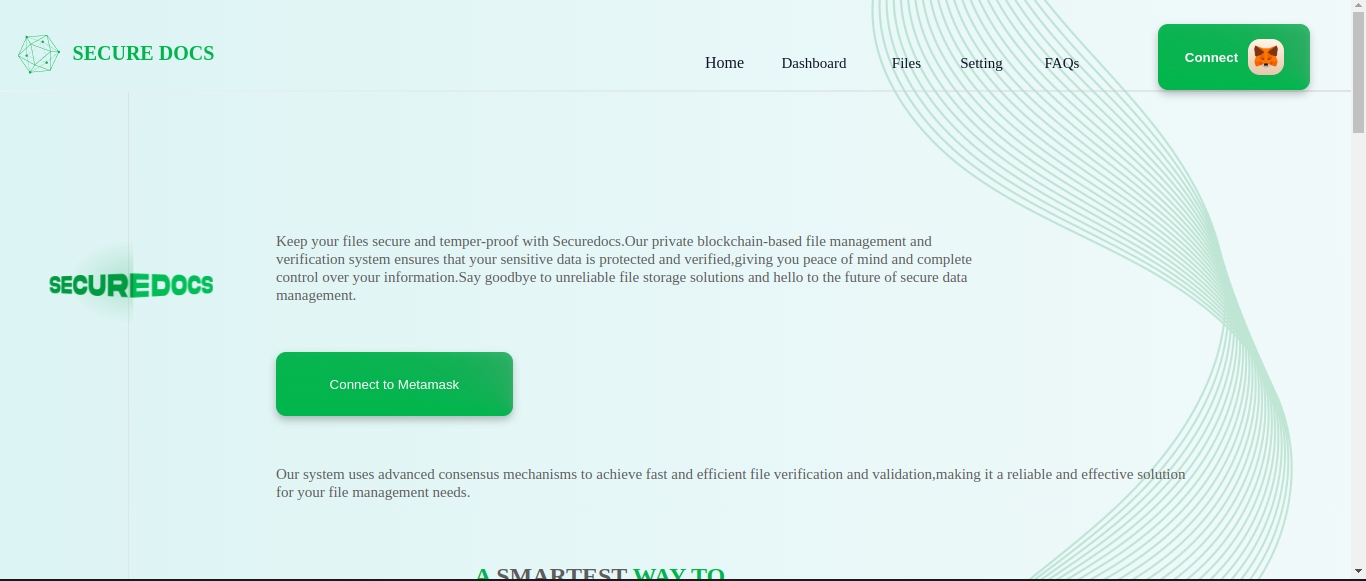 SECURE DOCS
Home Dashboard Files Setting FAQs
Connect
Keep your files secure and temper-proof with Securedocs.Our private blockchain-based file management and
verification system ensures that your sensitive data is protected and verified,giving you peace of mind and complete
control over your information.Say goodbye to unreliable file storage solutions and hello to the future of secure data
management.
SECUREDOCS
Connect to Metamask
Our system uses advanced consensus mechanisms to achieve fast and efficient file verification and validation,making it a reliable and effective solution
for your file management needs.
A SMARTEST WAY TO